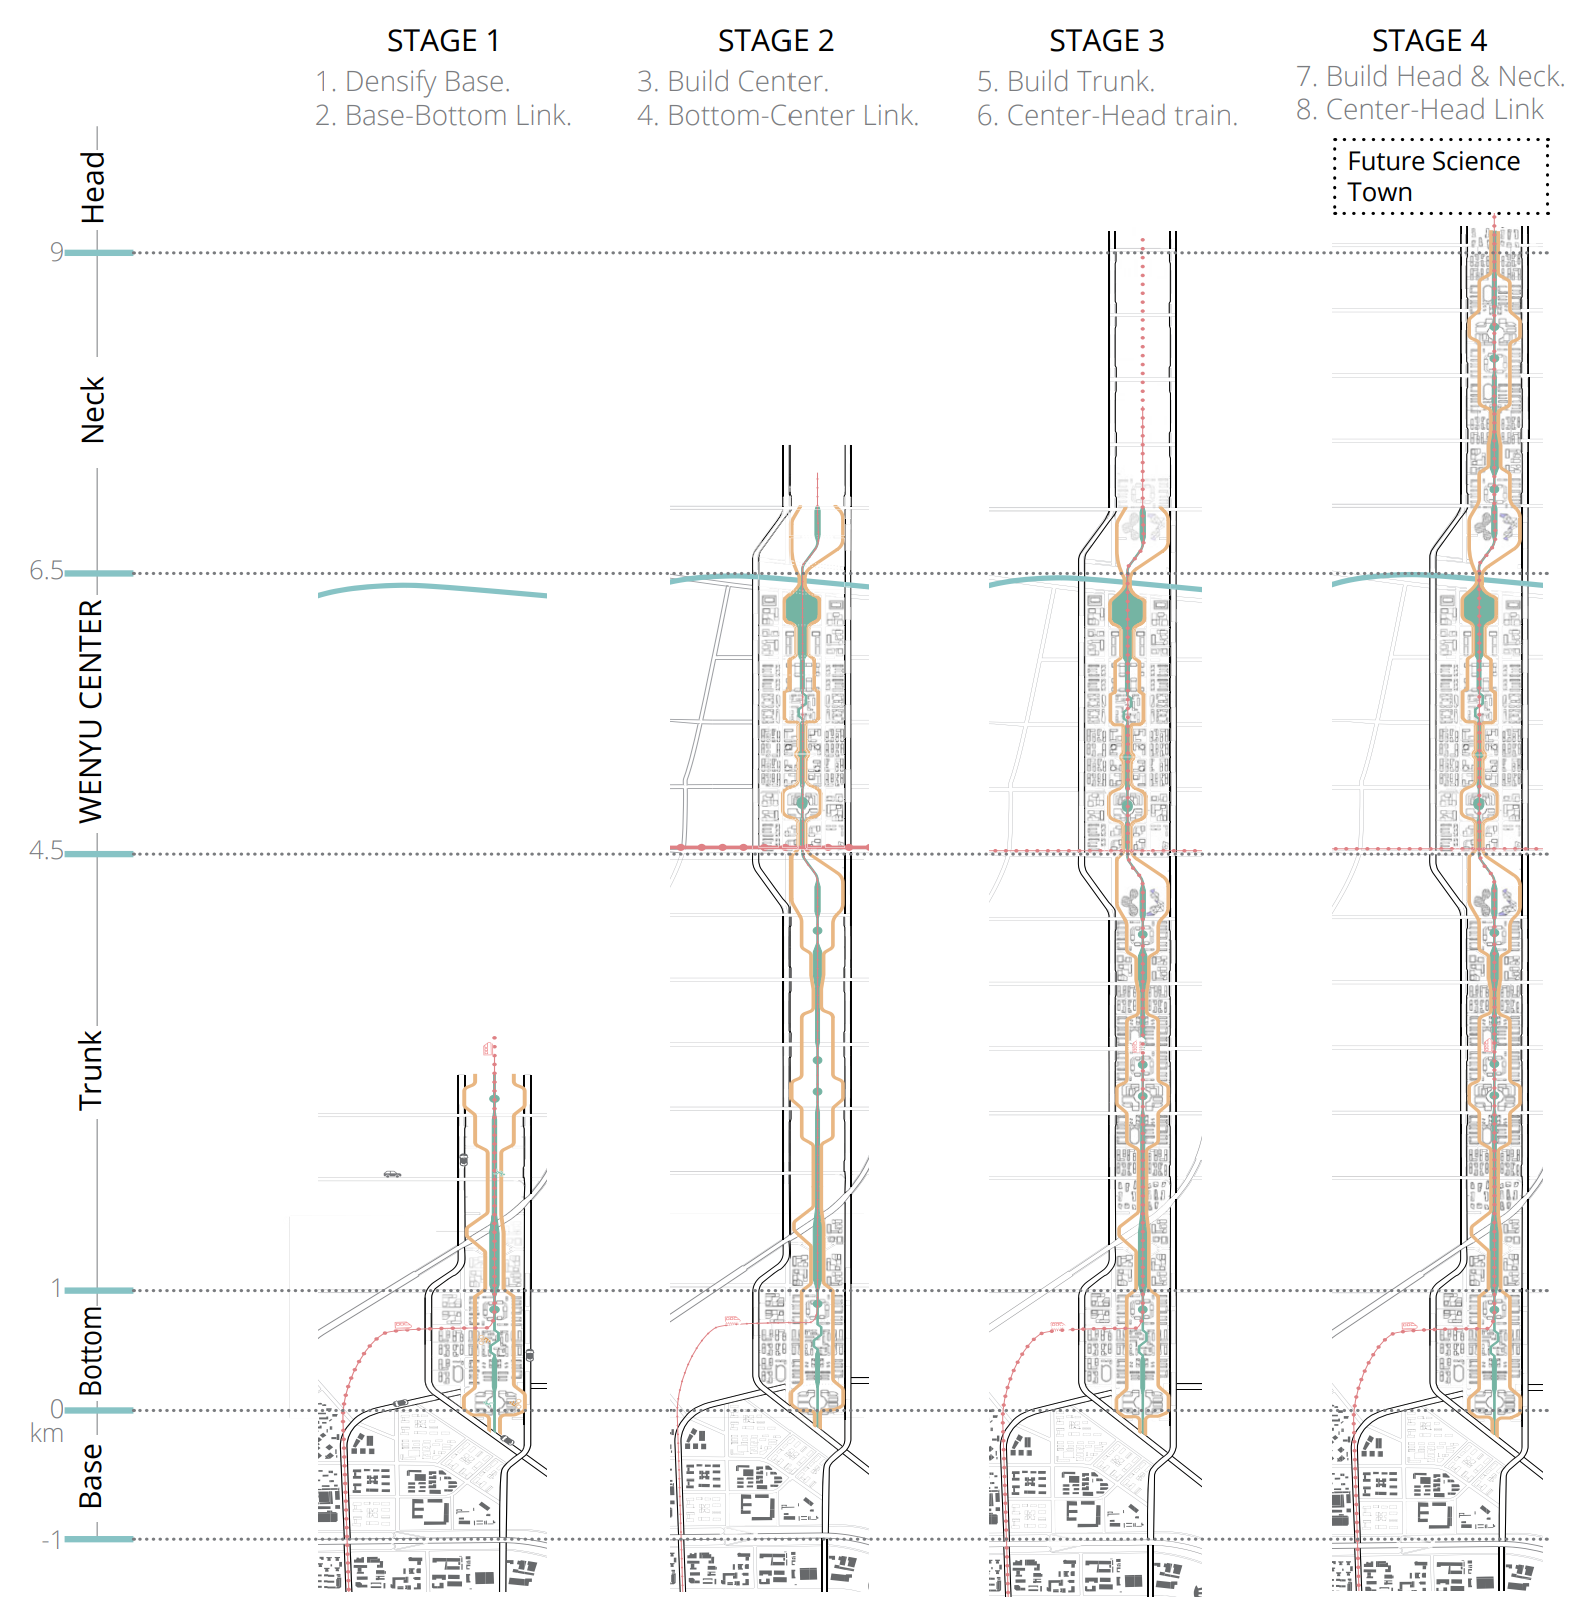 STAGE 1
1. Densify Base.
2. Base-Bottom Link.
STAGE 2
3. Build Center.
4. Bottom-Center Link.
STAGE 3
5. Build Trunk.
6. Center-Head train.
STAGE 4
7. Build Head & Neck.
8. Center-Head Link
Future Science
Town
Head
9
Neck
6.5
WENYU CENTER
4.5
Trunk
1
Bottom
0
km
Base
-1